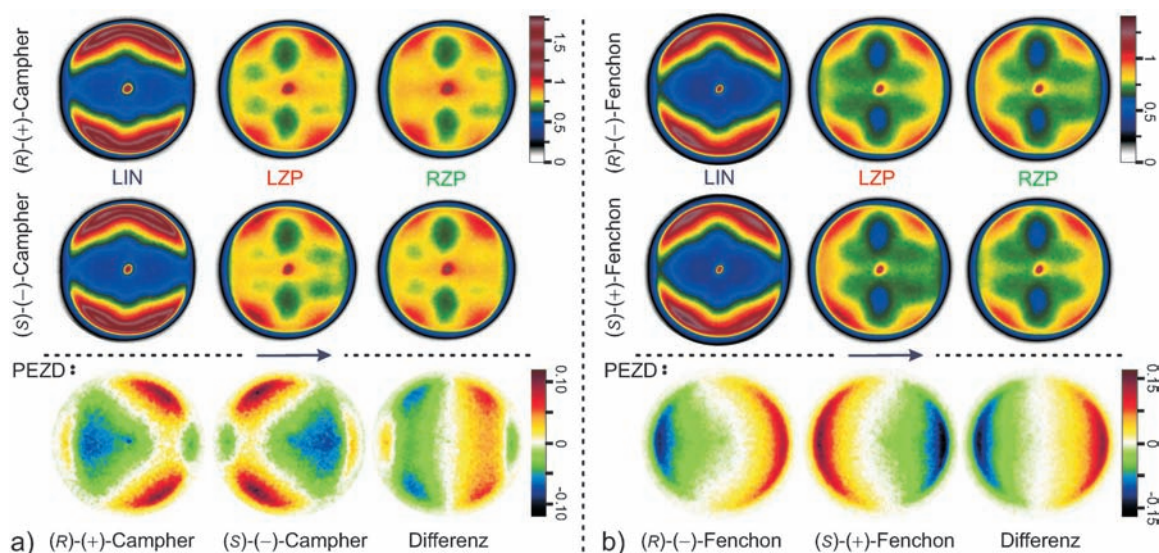 (R)-(+)-Campher
LIN
LZP
RZP
1.5
1
0.5
0
(R)-(−)-Fenchon
LIN
LZP
RZP
1
0.5
0
(S)-(−)-Campher
(S)-(+)-Fenchon
PEZD:
0.10
0
-0.10
PEZD:
0.15
0
-0.15
a)
(R)-(+)-Campher
(S)-(−)-Campher
Differenz
b)
(R)-(−)-Fenchon
(S)-(+)-Fenchon
Differenz